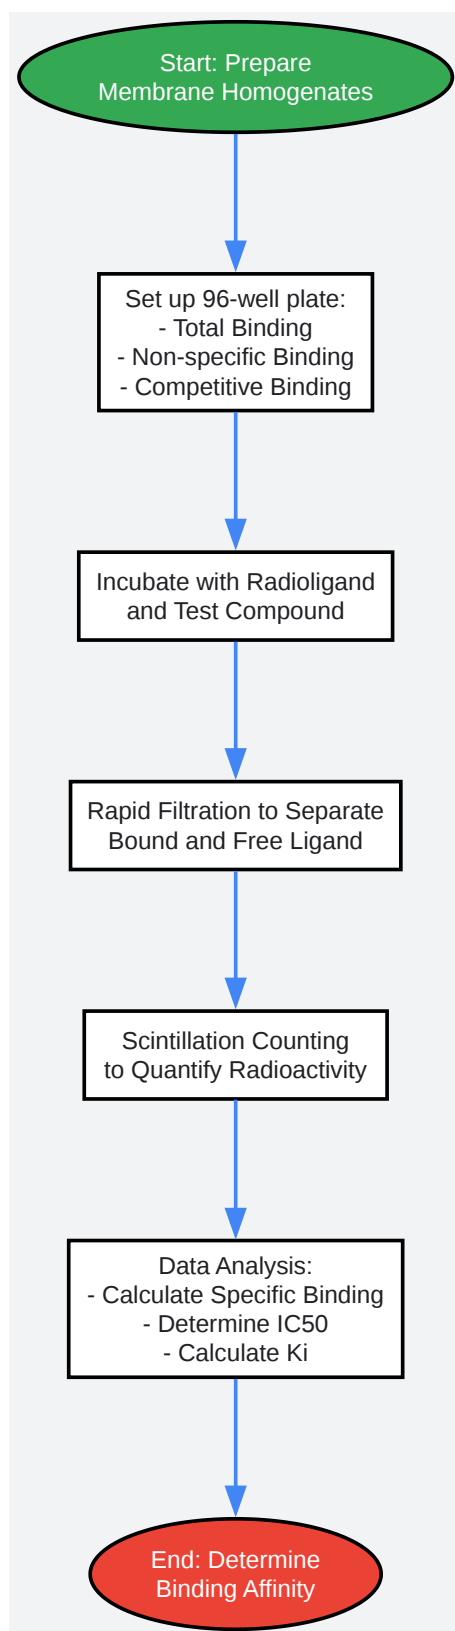 Start: Prepare
Membrane Homogenates
Set up 96-well plate:
- Total Binding
- Non-specific Binding
- Competitive Binding
Incubate with Radioligand
and Test Compound
Rapid Filtration to Separate
Bound and Free Ligand
Scintillation Counting
to Quantify Radioactivity
Data Analysis:
- Calculate Specific Binding
- Determine IC50
- Calculate Ki
End: Determine
Binding Affinity